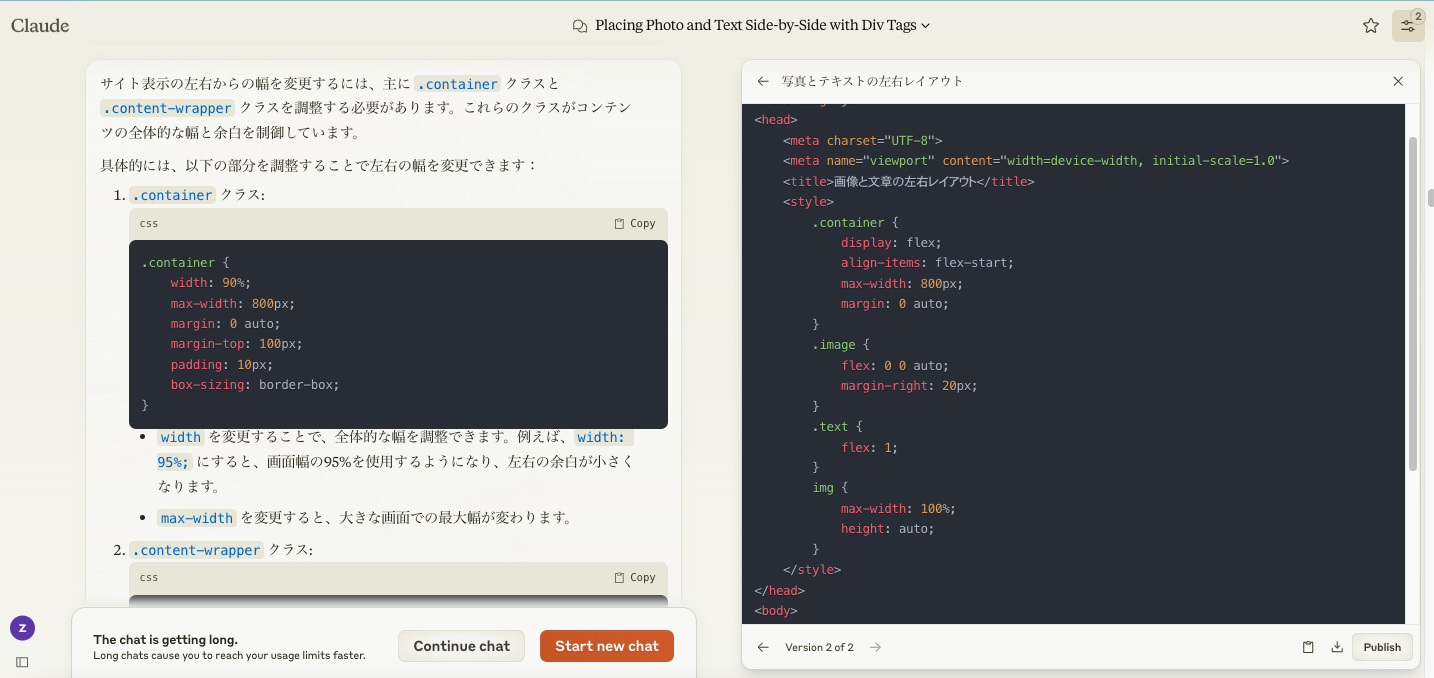 Claude
Placing Photo and Text Side-by-Side with Div Tags
2
サイト表示の左右からの幅を変更するには、主に .container クラスと
.content-wrapper クラスを調整する必要があります。これらのクラスがコンテン
ツの全体的な幅と余白を制御しています。
具体的には、以下の部分を調整することで左右の幅を変更できます：
1. .container クラス:
css
Copy
.container {
width: 90%;
max-width: 800px;
margin: 0 auto;
margin-top: 100px;
padding: 10px;
box-sizing: border-box;
}
• width を変更することで、全体的な幅を調整できます。例えば、 width:
95%; にすると、画面幅の95%を使用するようになり、左右の余白が小さく
なります。
• max-width を変更すると、大きな画面での最大幅が変わります。
2. .content-wrapper クラス:
css
Copy
The chat is getting long.
Long chats cause you to reach your usage limits faster.
Continue chat
Start new chat
Z
写真とテキストの左右レイアウト
<head>
<meta charset="UTF-8">
<meta name="viewport" content="width=device-width, initial-scale=1.0">
<title>画像と文章の左右レイアウト</title>
<style>
.container {
display: flex;
align-items: flex-start;
max-width: 800px;
margin: 0 auto;
}
.image {
flex: 0 0 auto;
margin-right: 20px;
}
.text {
flex: 1;
}
img {
max-width: 100%;
height: auto;
}
</style>
</head>
<body>
Version 2 of 2
Publish